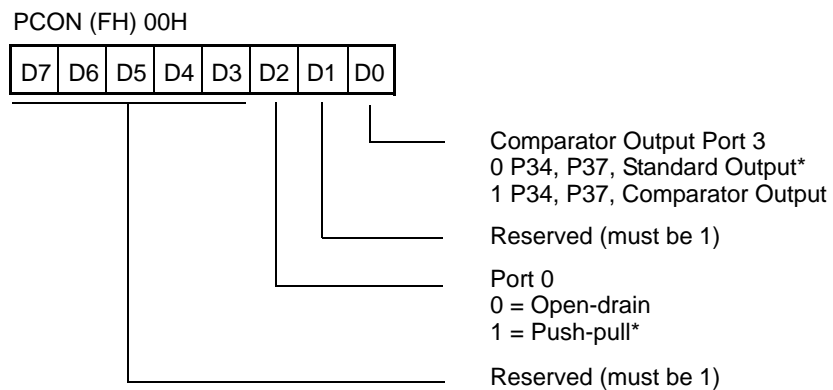 PCON (FH) 00H
D7 D6 D5 D4 D3 D2 D1 D0
Comparator Output Port 3
0 P34, P37, Standard Output*
1 P34, P37, Comparator Output
Reserved (must be 1)
Port 0
0 = Open-drain
1 = Push-pull*
Reserved (must be 1)